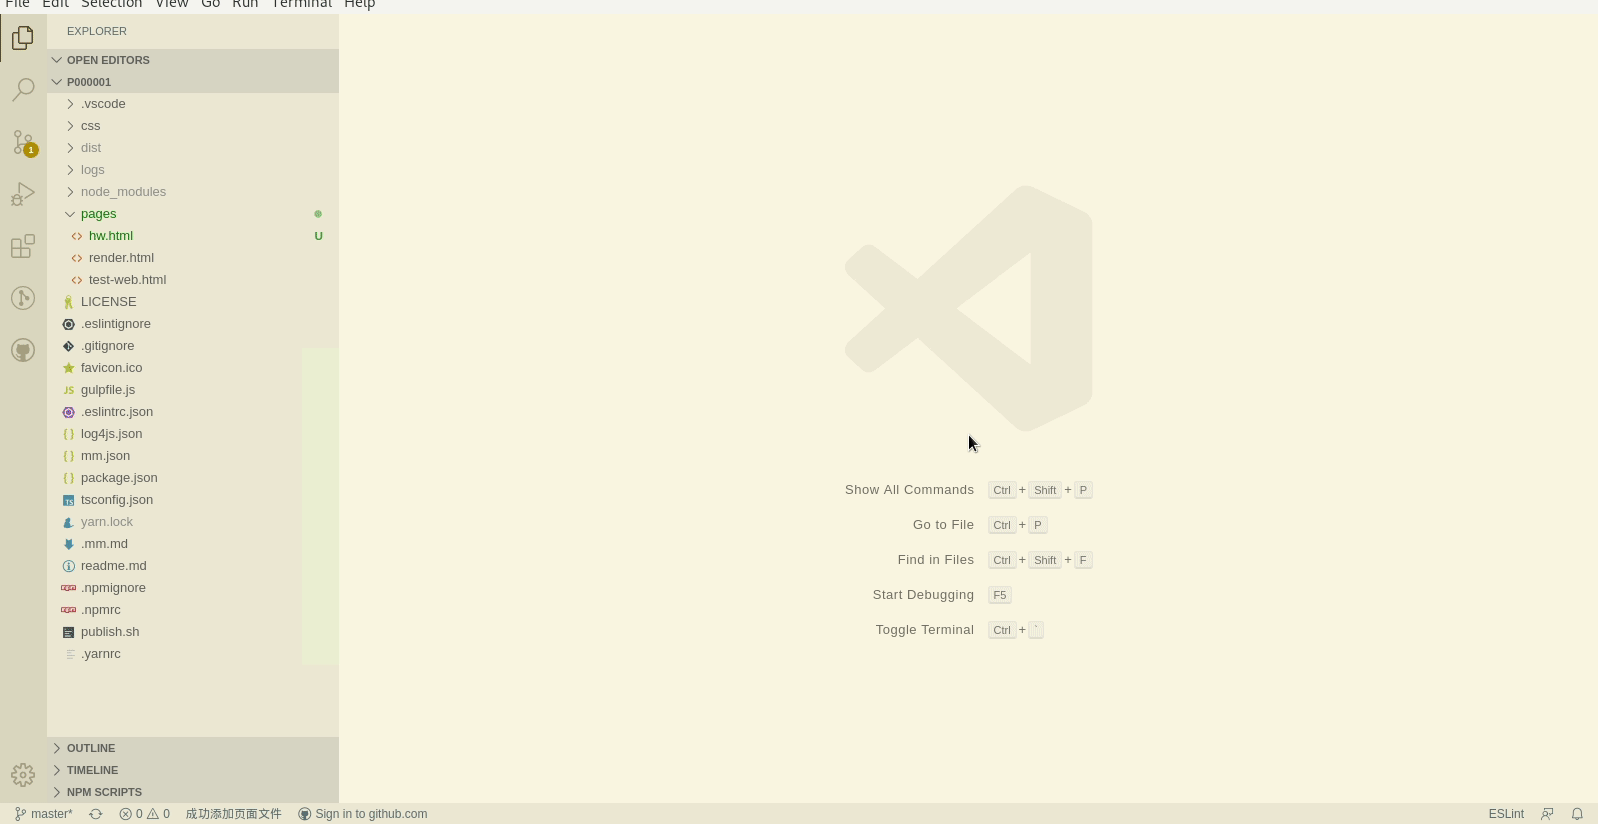 File Edit Selection View Go Run Terminal Help
EXPLORER
OPEN EDITORS
P000001
.vscode
css
dist
logs
node_modules
pages
hw.html U
render.html
test-web.html
LICENSE
.eslintignore
.gitignore
favicon.ico
JS gulpfile.js
.eslintrc.json
{ } log4js.json
{ } mm.json
{ } package.json
TS tsconfig.json
yarn.lock
.mm.md
readme.md
.npmignore
.npmrc
publish.sh
.yarnrc
OUTLINE
TIMELINE
NPM SCRIPTS
1
Show All Commands Ctrl + Shift + P
Go to File Ctrl + P
Find in Files Ctrl + Shift + F
Start Debugging F5
Toggle Terminal Ctrl + `
master* 0 0 成功添加页面文件 Sign in to github.com ESLint